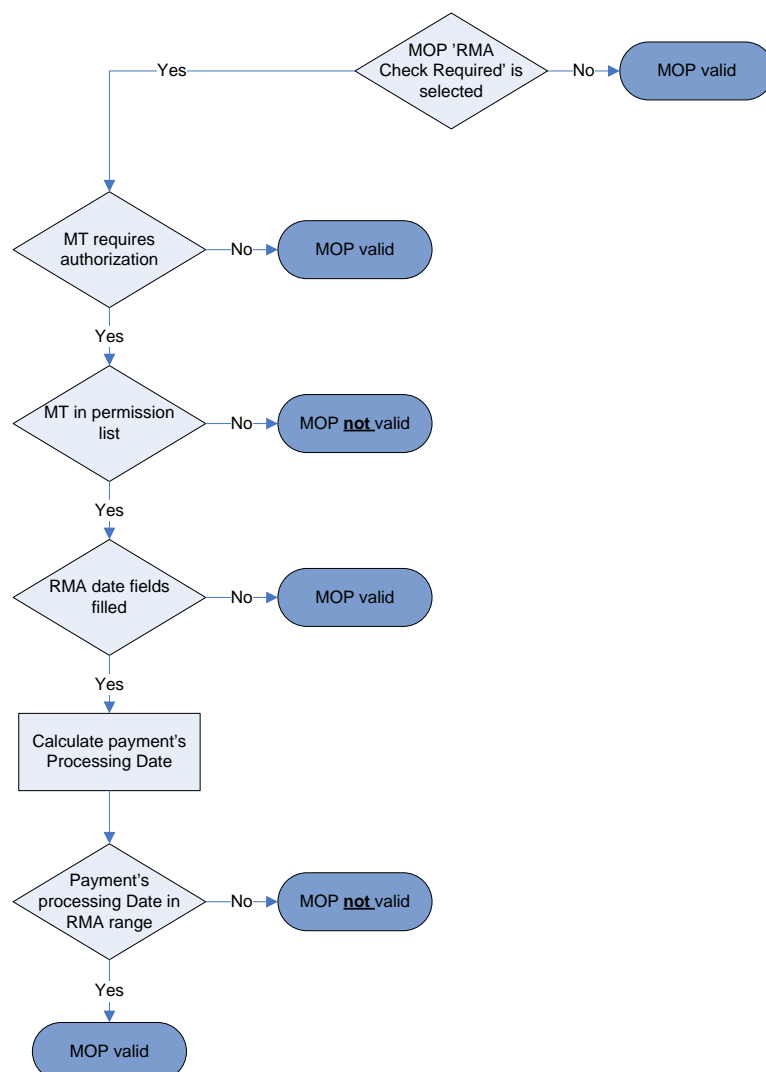 MOP ’RMA
Check Required’ is
selected
Yes
No
MOP valid
MT requires
authorization
No
MOP valid
Yes
MT in permission
list
No
MOP not valid
Yes
RMA date fields
filled
No
MOP valid
Yes
Calculate payment’s
Processing Date
Payment’s
processing Date in
RMA range
No
MOP not valid
Yes
MOP valid